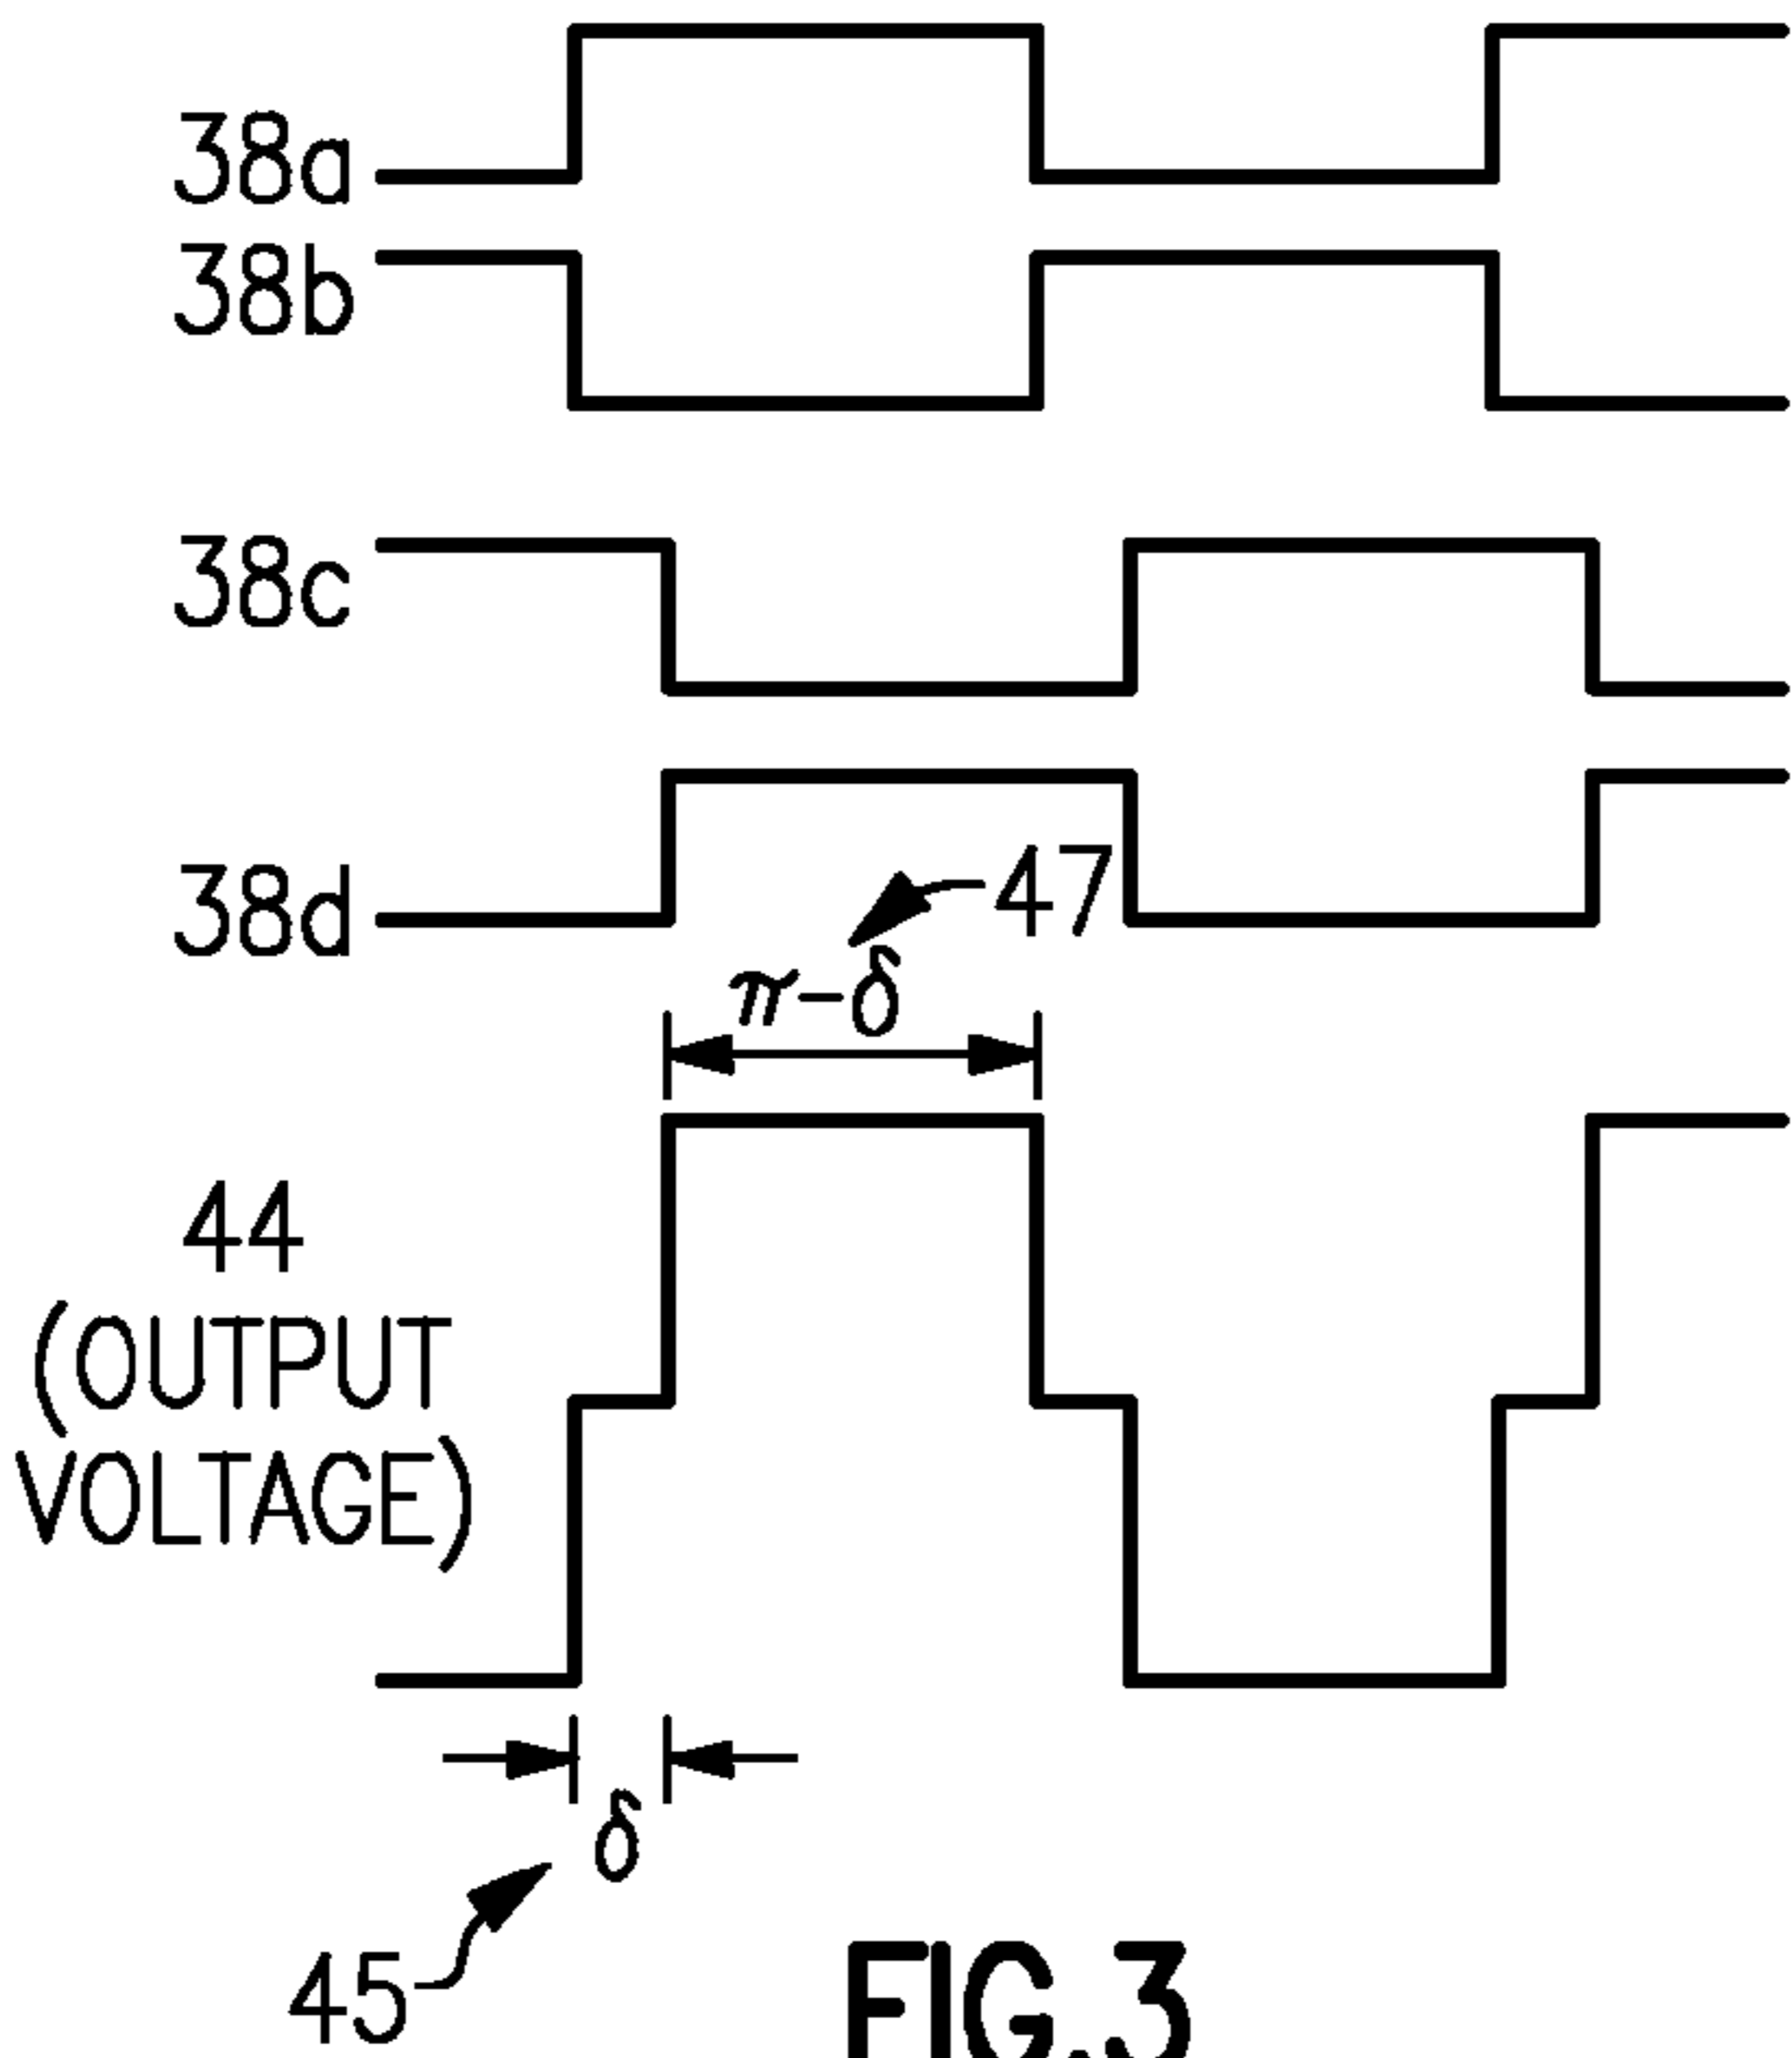 38a
38b
38c
38d
47
π-δ
44
(OUTPUT
VOLTAGE)
δ
45
FIG.3